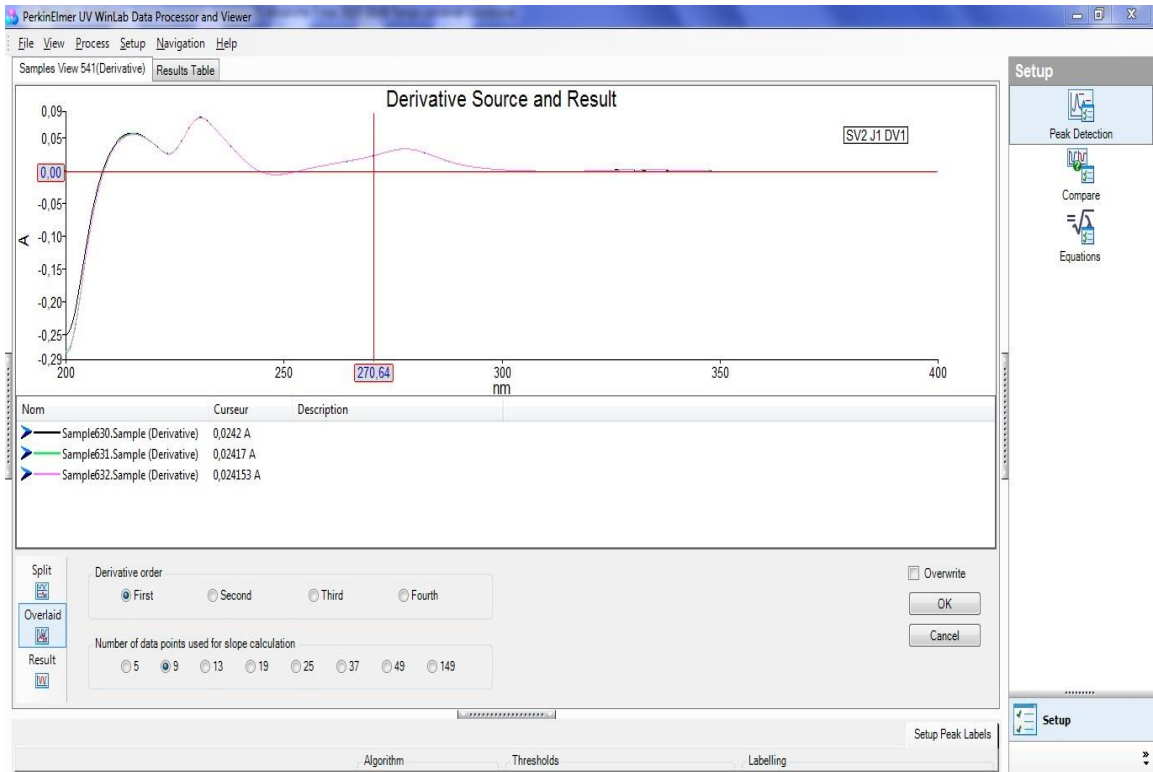 PerkinElmer UV WinLab Data Processor and Viewer
File View Process Setup Navigation Help
Samples View 541(Derivative) Results Table
Derivative Source and Result
SV2 J1 DV1
0,09
0,05
0,00
-0,05
-0,10
-0,15
-0,20
-0,25
-0,29
A
200 250 270,64 300 350 400
nm
Nom Curseur Description
Sample630.Sample (Derivative) 0,0242 A
Sample631.Sample (Derivative) 0,02417 A
Sample632.Sample (Derivative) 0,024153 A
Split
Overlaid
Result
Derivative order
First Second Third Fourth
Number of data points used for slope calculation
5 9 13 19 25 37 49 149
Overwrite
OK
Cancel
Setup Peak Labels
Algorithm Thresholds Labelling
Setup
Peak Detection
Compare
Equations
Setup